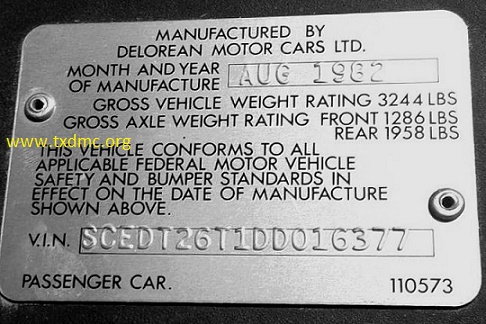 MANUFACTURED BY
DELOREAN MOTOR CARS LTD.
MONTH AND YEAR
OF MANUFACTURE AUG 1982
GROSS VEHICLE WEIGHT RATING 3244 LBS
GROSS AXLE WEIGHT RATING FRONT 1286 LBS
REAR 1958 LBS
www.txdmc.org
THIS VEHICLE CONFORMS TO ALL
APPLICABLE FEDERAL MOTOR VEHICLE
SAFETY AND BUMPER STANDARDS IN
EFFECT ON THE DATE OF MANUFACTURE
SHOWN ABOVE.
V.I.N. SCEDT26T1DD016377
PASSENGER CAR. 110573